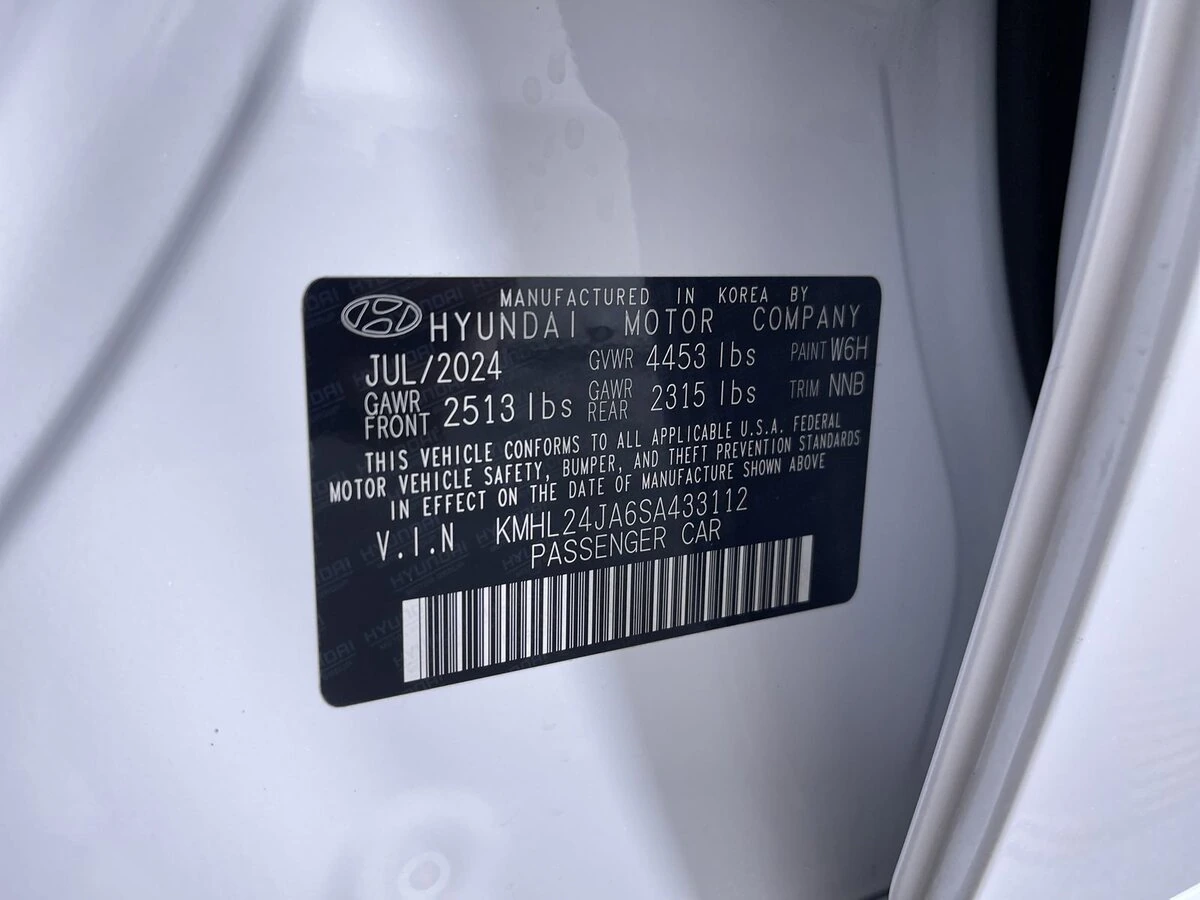 MANUFACTURED IN KOREA BY
HYUNDAI MOTOR COMPANY
JUL/2024 GVWR 4453 lbs PAINT W6H
GAWR FRONT 2513 lbs GAWR REAR 2315 lbs TRIM NNB
THIS VEHICLE CONFORMS TO ALL APPLICABLE U.S.A. FEDERAL
MOTOR VEHICLE SAFETY, BUMPER, AND THEFT PREVENTION STANDARDS
IN EFFECT ON THE DATE OF MANUFACTURE SHOWN ABOVE
V.I.N KMHL24JA6SA433112
PASSENGER CAR